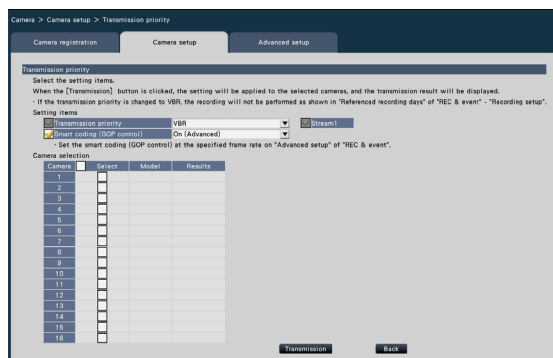 Camera > Camera setup > Transmission priority
Camera registration Camera setup Advanced setup
Transmission priority
Select the setting items.
When the [Transmission] button is clicked, the setting will be applied to the selected cameras, and the transmission result will be displayed.
· If the transmission priority is changed to VBR, the recording will not be performed as shown in "Referenced recording days" of "REC & event" - "Recording setup".
Setting items
Transmission priority VBR Stream1
Smart coding (GOP control) On (Advanced)
· Set the smart coding (GOP control) at the specified frame rate on "Advanced setup" of "REC & event".
Camera selection
Camera Select Model Results
1
2
3
4
5
6
7
8
9
10
11
12
13
14
15
16
Transmission Back